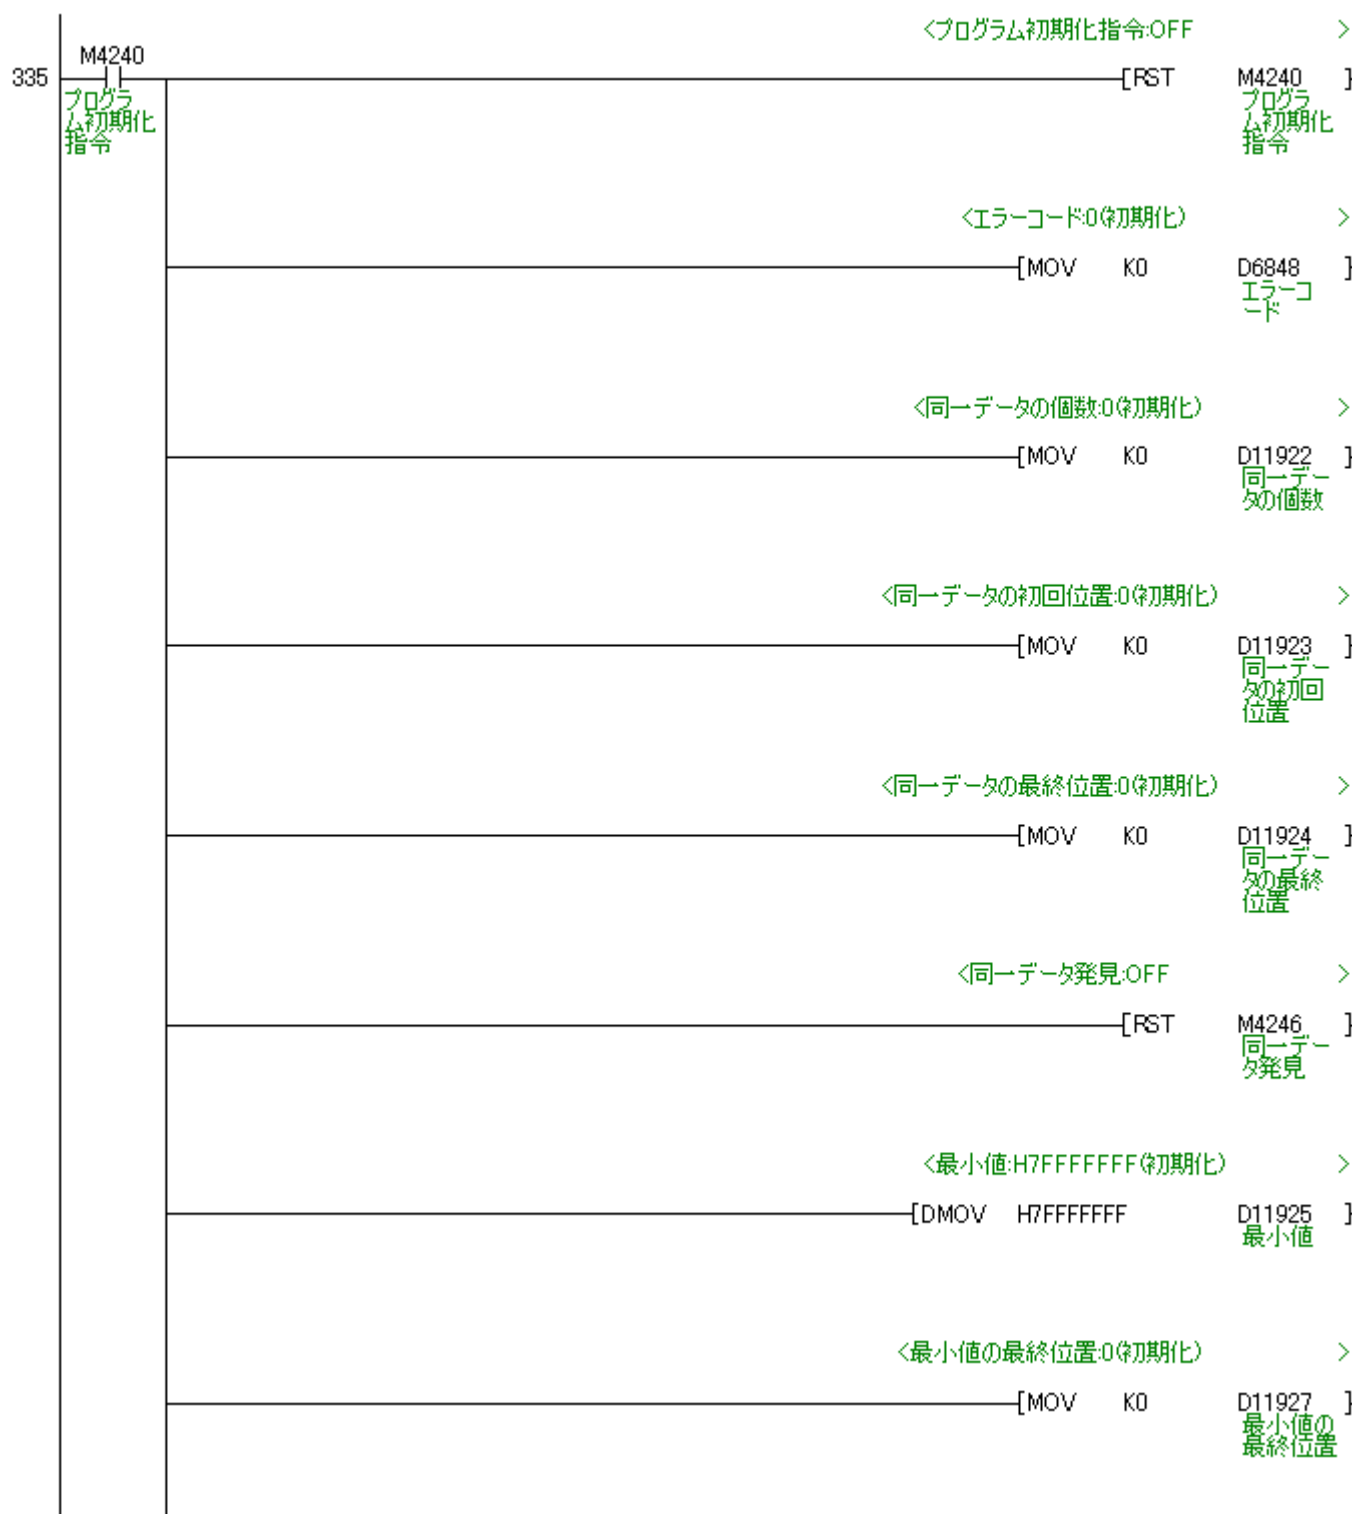 <プログラム初期化指令:OFF >
M4240
335 [RST M4240 ]
プログラ
ム初期化
指令
プログラ
ム初期化
指令
<エラーコード:0(初期化) >
[MOV K0 D6848 ]
エラーコ
ード
<同一データの個数:0(初期化) >
[MOV K0 D11922 ]
同一デー
タの個数
<同一データの初回位置:0(初期化) >
[MOV K0 D11923 ]
同一デー
タの初回
位置
<同一データの最終位置:0(初期化) >
[MOV K0 D11924 ]
同一デー
タの最終
位置
<同一データ発見:OFF >
[RST M4246 ]
同一デー
タ発見
<最小値:H7FFFFFFF(初期化) >
[DMOV H7FFFFFFF D11925 ]
最小値
<最小値の最終位置:0(初期化) >
[MOV K0 D11927 ]
最小値の
最終位置